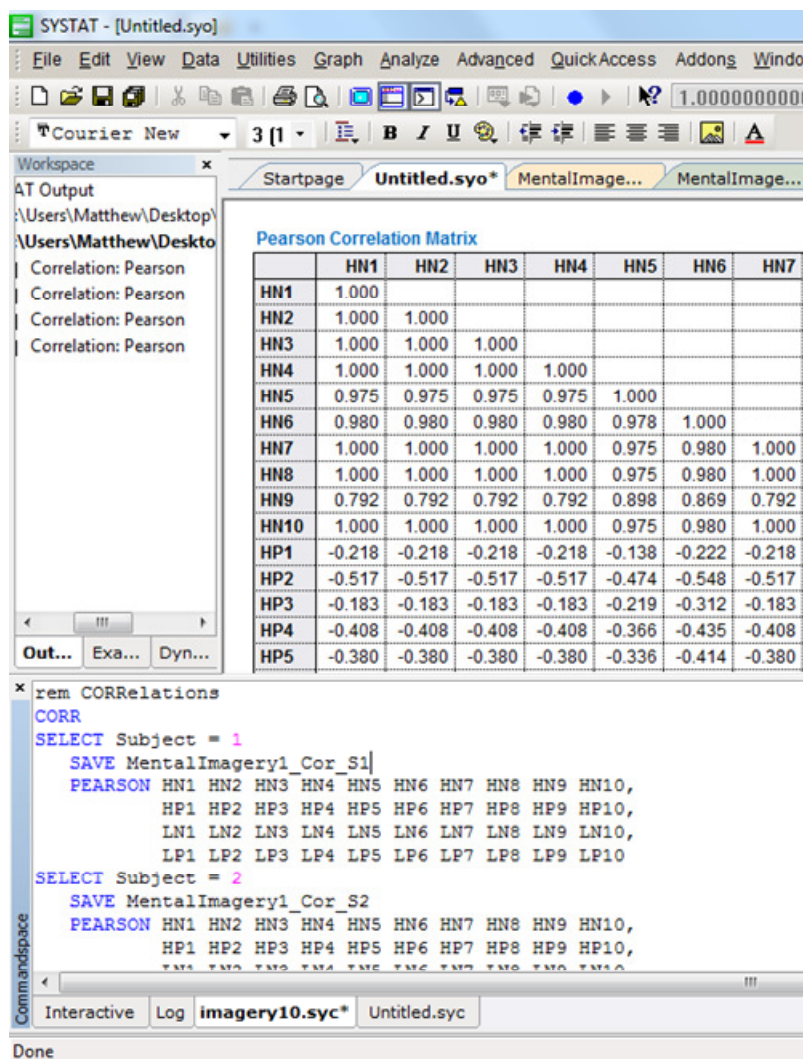 SYSTAT - [Untitled.syo]
File Edit View Data Utilities Graph Analyze Advanced QuickAccess Addons Windo
1.0000000000
Courier New 3 (1 B I U A
Workspace x Startpage Untitled.syo* MentalImage... MentalImage...
AT Output
:\Users\Matthew\Desktop\
:\Users\Matthew\Deskto
Correlation: Pearson
Correlation: Pearson
Correlation: Pearson
Correlation: Pearson
Out... Exa... Dyn...
Pearson Correlation Matrix
HN1 HN2 HN3 HN4 HN5 HN6 HN7
HN1 1.000
HN2 1.000 1.000
HN3 1.000 1.000 1.000
HN4 1.000 1.000 1.000 1.000
HN5 0.975 0.975 0.975 0.975 1.000
HN6 0.980 0.980 0.980 0.980 0.978 1.000
HN7 1.000 1.000 1.000 1.000 0.975 0.980 1.000
HN8 1.000 1.000 1.000 1.000 0.975 0.980 1.000
HN9 0.792 0.792 0.792 0.792 0.898 0.869 0.792
HN10 1.000 1.000 1.000 1.000 0.975 0.980 1.000
HP1 -0.218 -0.218 -0.218 -0.218 -0.138 -0.222 -0.218
HP2 -0.517 -0.517 -0.517 -0.517 -0.474 -0.548 -0.517
HP3 -0.183 -0.183 -0.183 -0.183 -0.219 -0.312 -0.183
HP4 -0.408 -0.408 -0.408 -0.408 -0.366 -0.435 -0.408
HP5 -0.380 -0.380 -0.380 -0.380 -0.336 -0.414 -0.380
x rem CORRelations
CORR
SELECT Subject = 1
SAVE MentalImagery1_Cor_S1
PEARSON HN1 HN2 HN3 HN4 HN5 HN6 HN7 HN8 HN9 HN10,
HP1 HP2 HP3 HP4 HP5 HP6 HP7 HP8 HP9 HP10,
LN1 LN2 LN3 LN4 LN5 LN6 LN7 LN8 LN9 LN10,
LP1 LP2 LP3 LP4 LP5 LP6 LP7 LP8 LP9 LP10
SELECT Subject = 2
SAVE MentalImagery1_Cor_S2
PEARSON HN1 HN2 HN3 HN4 HN5 HN6 HN7 HN8 HN9 HN10,
HP1 HP2 HP3 HP4 HP5 HP6 HP7 HP8 HP9 HP10,
LN1 LN2 LN3 LN4 LN5 LN6 LN7 LN8 LN9 LN10
Commandspace
Interactive Log imagery10.syc* Untitled.syc
Done